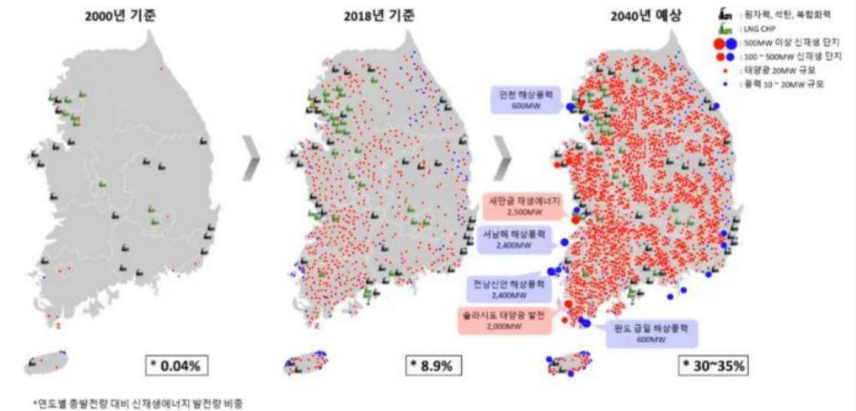 2000년 기준
2018년 기준
2040년 예상
: 원자력, 석탄, 복합화력
: LNG CHP
: 500MW 이상 신재생 단지
: 100 ~ 500MW 신재생 단지
: 태양광 20MW 규모
: 풍력 10 ~ 20MW 규모
인천 해상풍력
600MW
새만금 재생에너지
2,500MW
서남해 해상풍력
2,400MW
전남신안 해상풍력
2,400MW
솔라시도 태양광 발전
2,000MW
완도 금일 해상풍력
600MW
* 0.04%
* 8.9%
* 30~35%
*연도별 총발전량 대비 신재생에너지 발전량 비중